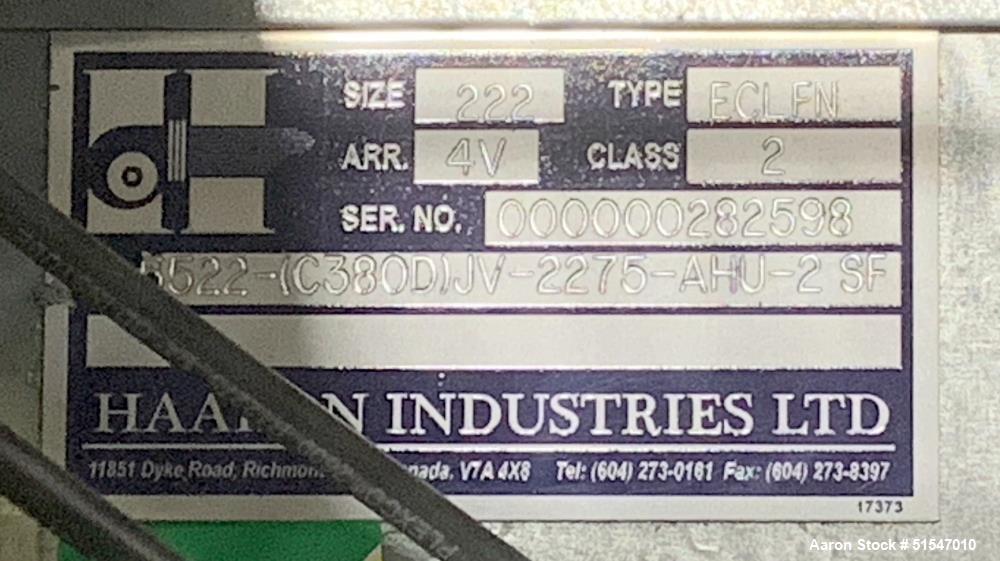 SIZE 222 TYPE ECLFN
ARR. 4V CLASS 2
SER. NO. 000000282598
5522-(C380D)JV-2275-AHU-2 SF
INDUSTRIES LTD
11851 Dyke Road, V7A 4X8 Tel: (604) 273-0161 Fax: (604) 273-8397
17373
Aaron Stock # 51547010